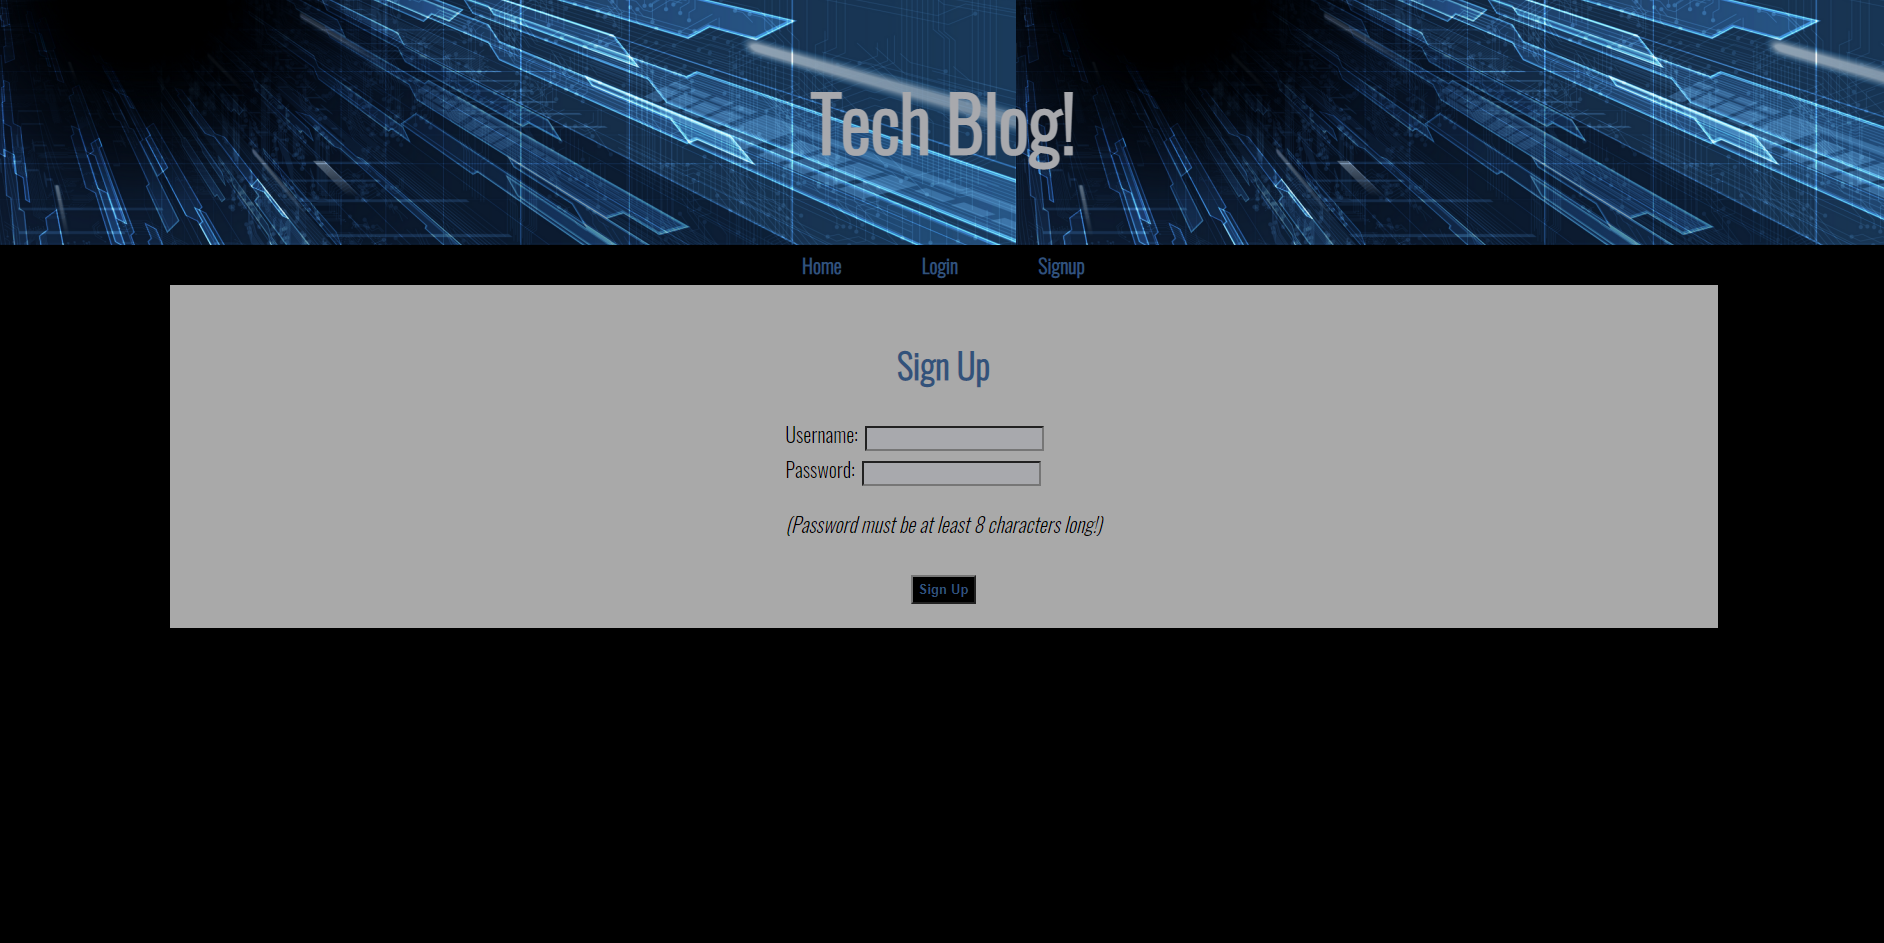 Tech Blog!
Home Login Signup
Sign Up
Username:
Password:
(Password must be at least 8 characters long!)
Sign Up